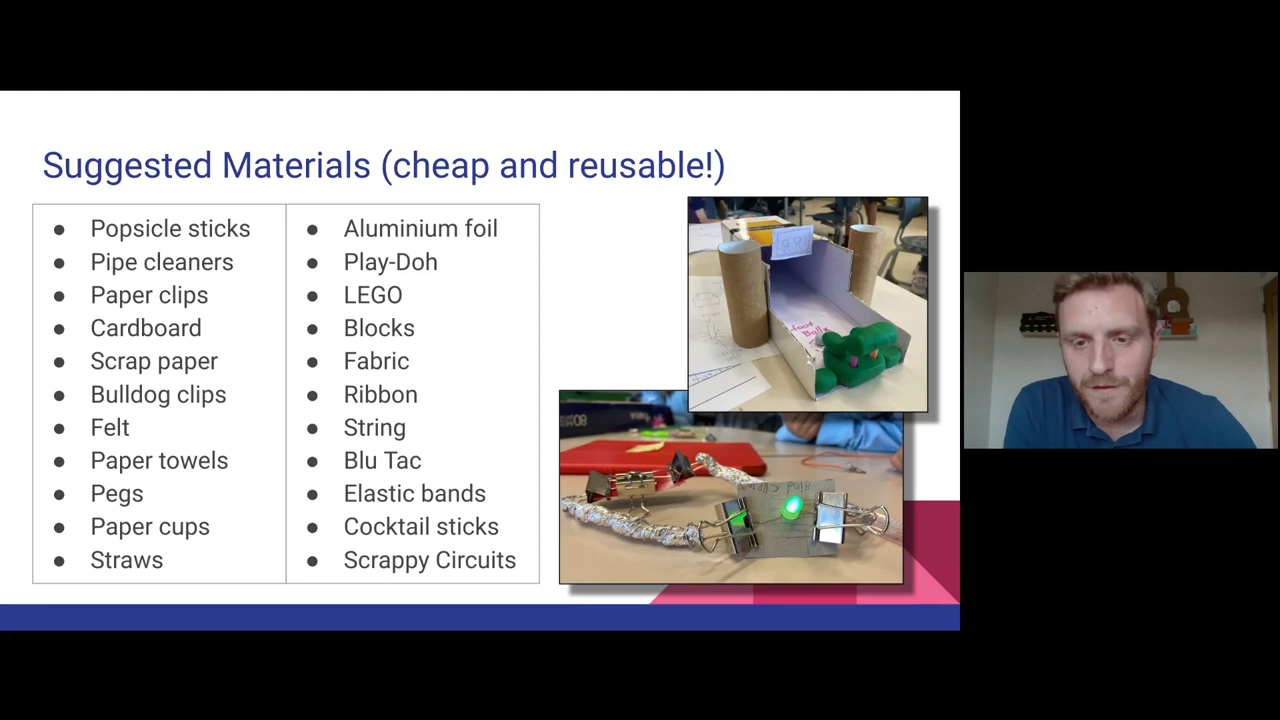 Suggested Materials (cheap and reusable!)
● Popsicle sticks
● Pipe cleaners
● Paper clips
● Cardboard
● Scrap paper
● Bulldog clips
● Felt
● Paper towels
● Pegs
● Paper cups
● Straws
● Aluminium foil
● Play-Doh
● LEGO
● Blocks
● Fabric
● Ribbon
● String
● Blu Tac
● Elastic bands
● Cocktail sticks
● Scrappy Circuits
foot
Balls